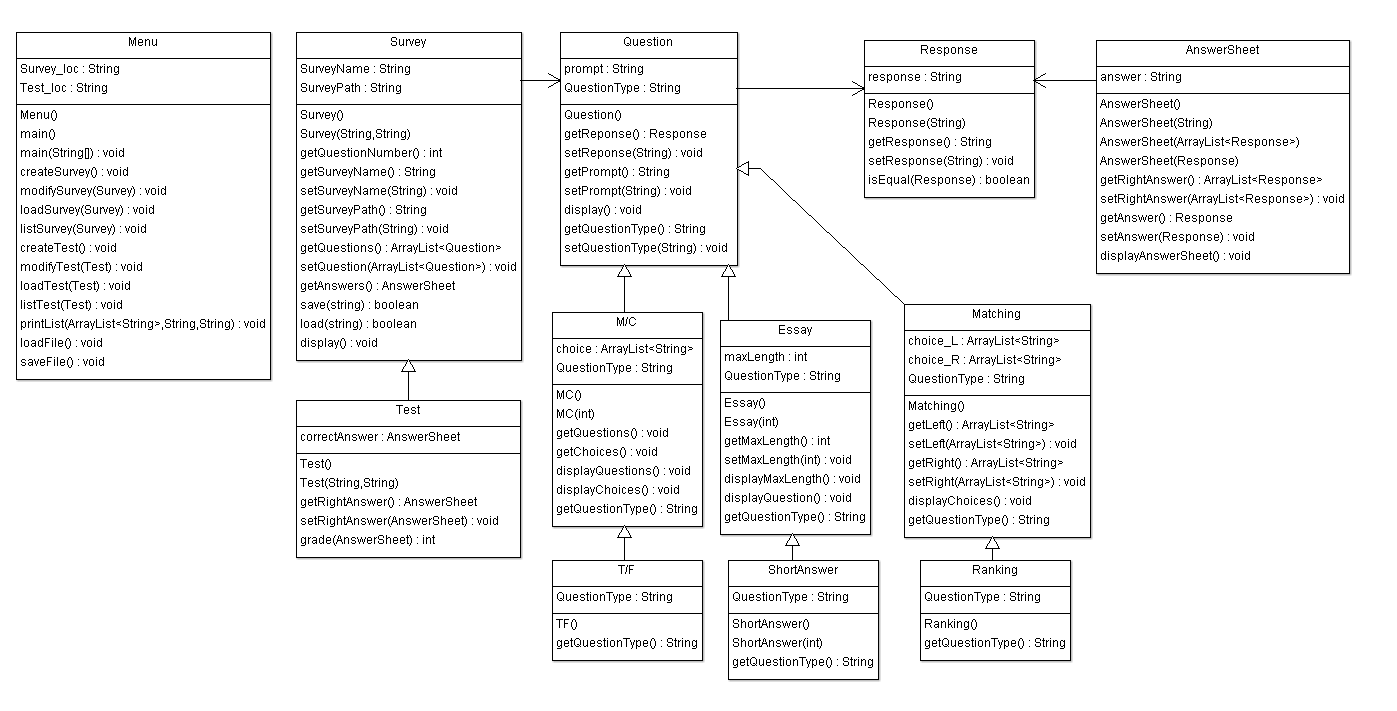 Menu
Survey_loc : String
Test_loc : String
Menu()
main()
main(String[]) : void
createSurvey() : void
modifySurvey(Survey) : void
loadSurvey(Survey) : void
listSurvey(Survey) : void
createTest() : void
modifyTest(Test) : void
loadTest(Test) : void
listTest(Test) : void
printList(ArrayList<String>,String,String) : void
loadFile() : void
saveFile() : void
Survey
SurveyName : String
SurveyPath : String
Survey()
Survey(String,String)
getQuestionNumber() : int
getSurveyName() : String
setSurveyName(String) : void
getSurveyPath() : String
setSurveyPath(String) : void
getQuestions() : ArrayList<Question>
setQuestion(ArrayList<Question>) : void
getAnswers() : AnswerSheet
save(string) : boolean
load(string) : boolean
display() : void
Test
correctAnswer : AnswerSheet
Test()
Test(String,String)
getRightAnswer() : AnswerSheet
setRightAnswer(AnswerSheet) : void
grade(AnswerSheet) : int
Question
prompt : String
QuestionType : String
Question()
getReponse() : Response
setReponse(String) : void
getPrompt() : String
setPrompt(String) : void
display() : void
getQuestionType() : String
setQuestionType(String) : void
M/C
choice : ArrayList<String>
QuestionType : String
MC()
MC(int)
getQuestions() : void
getChoices() : void
displayQuestions() : void
displayChoices() : void
getQuestionType() : String
T/F
QuestionType : String
TF()
getQuestionType() : String
Essay
maxLength : int
QuestionType : String
Essay()
Essay(int)
getMaxLength() : int
setMaxLength(int) : void
displayMaxLength() : void
displayQuestion() : void
getQuestionType() : String
ShortAnswer
QuestionType : String
ShortAnswer()
ShortAnswer(int)
getQuestionType() : String
Response
response : String
Response()
Response(String)
getResponse() : String
setResponse(String) : void
isEqual(Response) : boolean
Matching
choice_L : ArrayList<String>
choice_R : ArrayList<String>
QuestionType : String
Matching()
getLeft() : ArrayList<String>
setLeft(ArrayList<String>) : void
getRight() : ArrayList<String>
setRight(ArrayList<String>) : void
displayChoices() : void
getQuestionType() : String
Ranking
QuestionType : String
Ranking()
getQuestionType() : String
AnswerSheet
answer : String
AnswerSheet()
AnswerSheet(String)
AnswerSheet(ArrayList<Response>)
AnswerSheet(Response)
getRightAnswer() : ArrayList<Response>
setRightAnswer(ArrayList<Response>) : void
getAnswer() : Response
setAnswer(Response) : void
displayAnswerSheet() : void